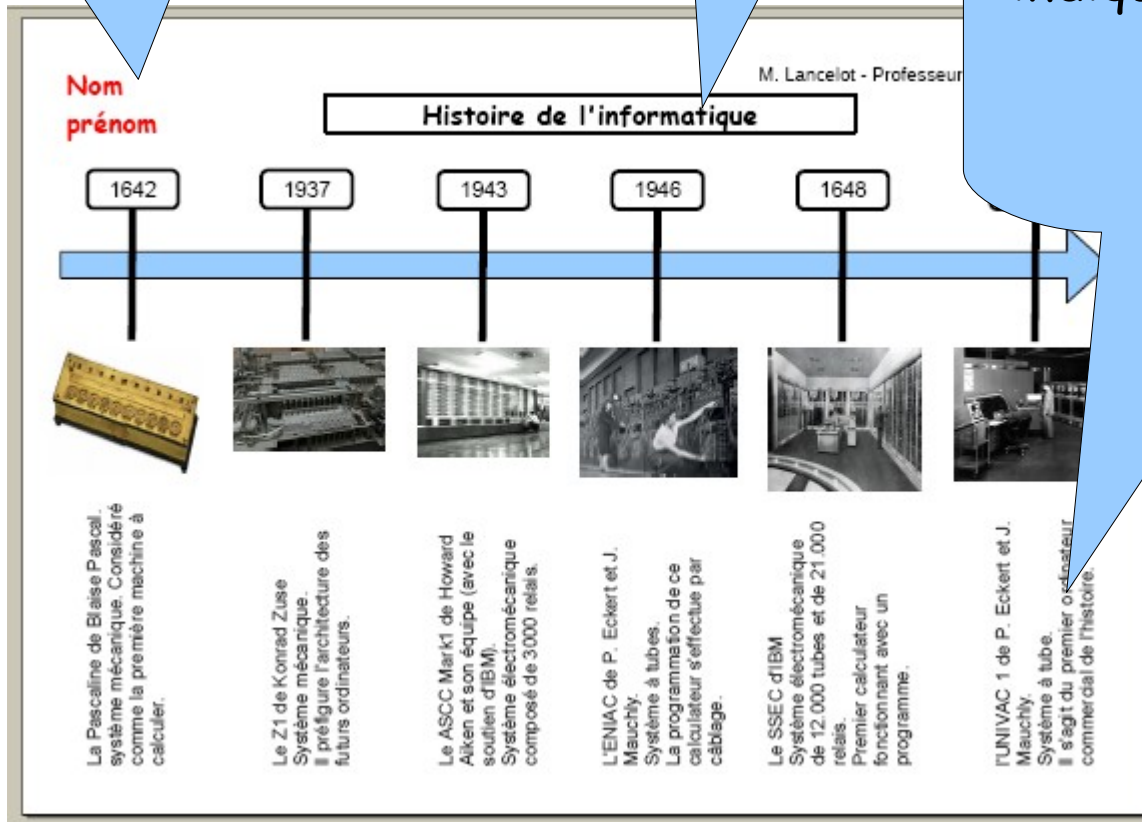 M. Lancelot - Professeur
Nom
prénom
Histoire de l'informatique
1642
1937
1943
1946
1648
La Pascaline de Blaise Pascal.
système mécanique. Considéré
comme la première machine à
calculer.
Le Z1 de Konrad Zuse
Système mécanique.
Il préfigure l'architecture des
futurs ordinateurs.
Le ASCC Mark1 de Howard
Aiken et son équipe (avec le
soutien d'IBM).
Système électromécanique
composé de 3000 relais.
L'ENIAC de P. Eckert et J.
Mauchly.
Système à tubes.
La programmation de ce
calculateur s'effectue par
câblage.
Le SSEC d'IBM
Système électromécanique
de 12.000 tubes et de 21.000
relais.
Premier calculateur
fonctionnant avec un
programme.
l'UNIVAC 1 de P. Eckert et J.
Mauchly.
Système à tube.
Il s'agit du premier ordinateur
commercial de l'histoire.